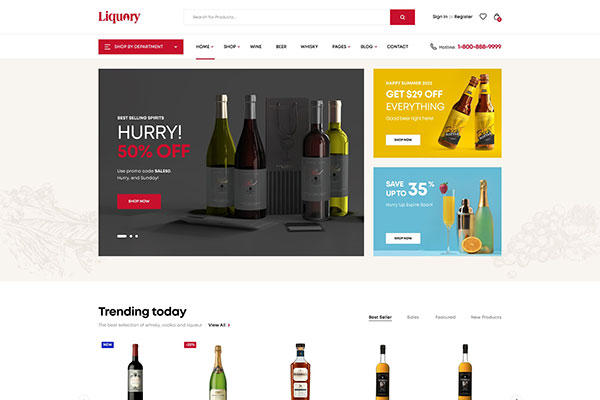 Liquory
Search for Products...
Sign In or Register
0
SHOP BY DEPARTMENT
HOME
SHOP
WINE
BEER
WHISKY
PAGES
BLOG
CONTACT
Hotline: 1-800-888-9999
BEST SELLING SPIRITS
HURRY!
50% OFF
Use promo code SALE50.
Hurry, and Sunday!
SHOP NOW
HAPPY SUMMER 2022
GET $29 OFF
EVERYTHING
Good beer right here!
SHOP NOW
SAVE
UP TO 35%
Hurry Up Expire Soon!
SHOP NOW
Trending today
The best selection of whisky, vodka and liqueur
View All
Best Seller
Sales
Featured
New Products
NEW